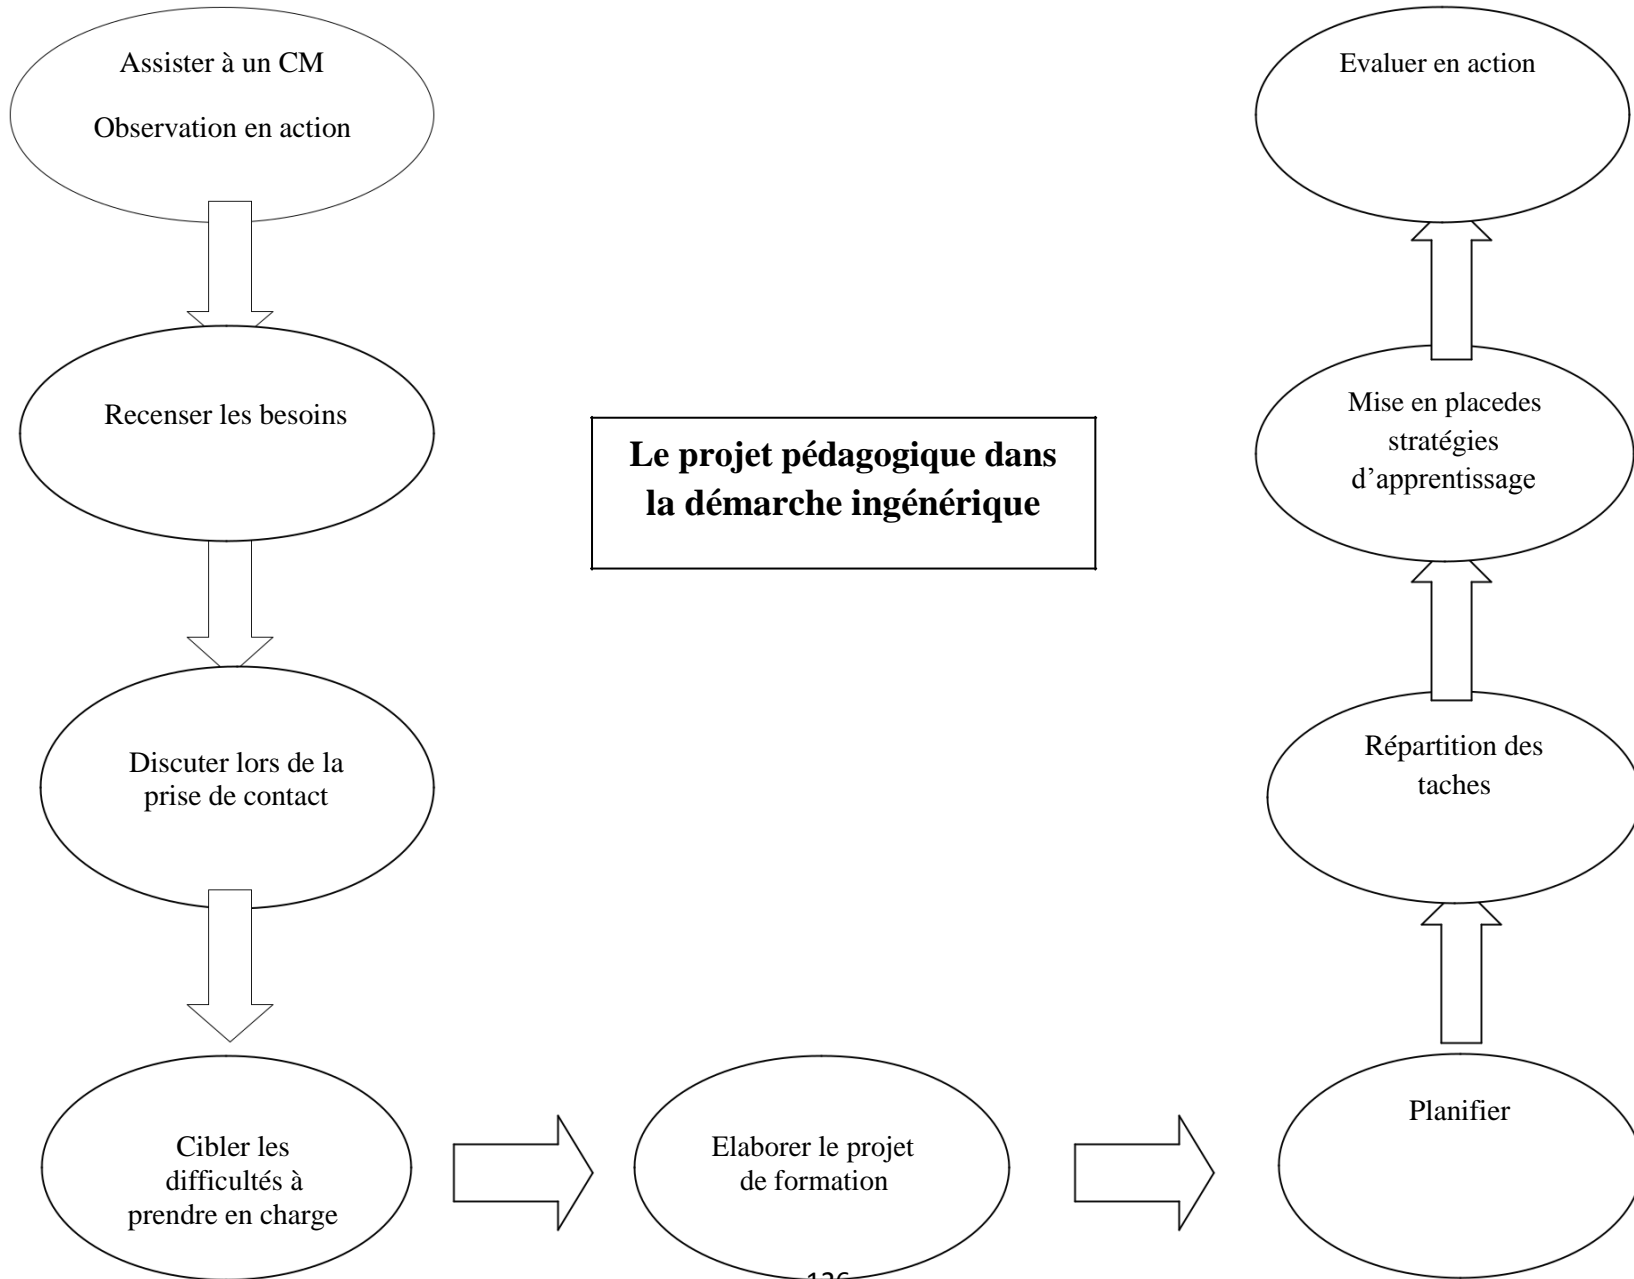 Assister à un CM
Observation en action
Recenser les besoins
Discuter lors de la
prise de contact
Cibler les
difficultés à
prendre en charge
Elaborer le projet
de formation
Planifier
Répartition des
taches
Mise en placedes
stratégies
d’apprentissage
Evaluer en action
Le projet pédagogique dans
la démarche ingénérique
126